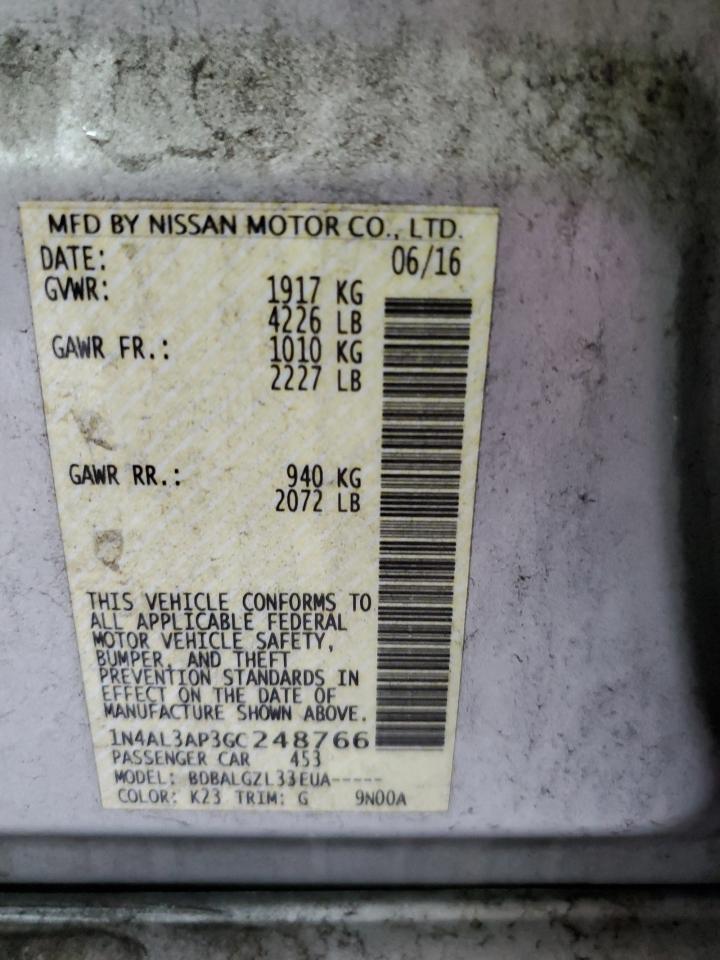 MFD BY NISSAN MOTOR CO., LTD.
DATE: 06/16
GVWR: 1917 KG
4226 LB
GAWR FR.: 1010 KG
2227 LB
GAWR RR.: 940 KG
2072 LB
THIS VEHICLE CONFORMS TO
ALL APPLICABLE FEDERAL
MOTOR VEHICLE SAFETY,
BUMPER, AND THEFT
PREVENTION STANDARDS IN
EFFECT ON THE DATE OF
MANUFACTURE SHOWN ABOVE.
1N4AL3AP3GC248766
PASSENGER CAR 453
MODEL: BDBALGZL33EUA-----
COLOR: K23 TRIM: G 9N00A